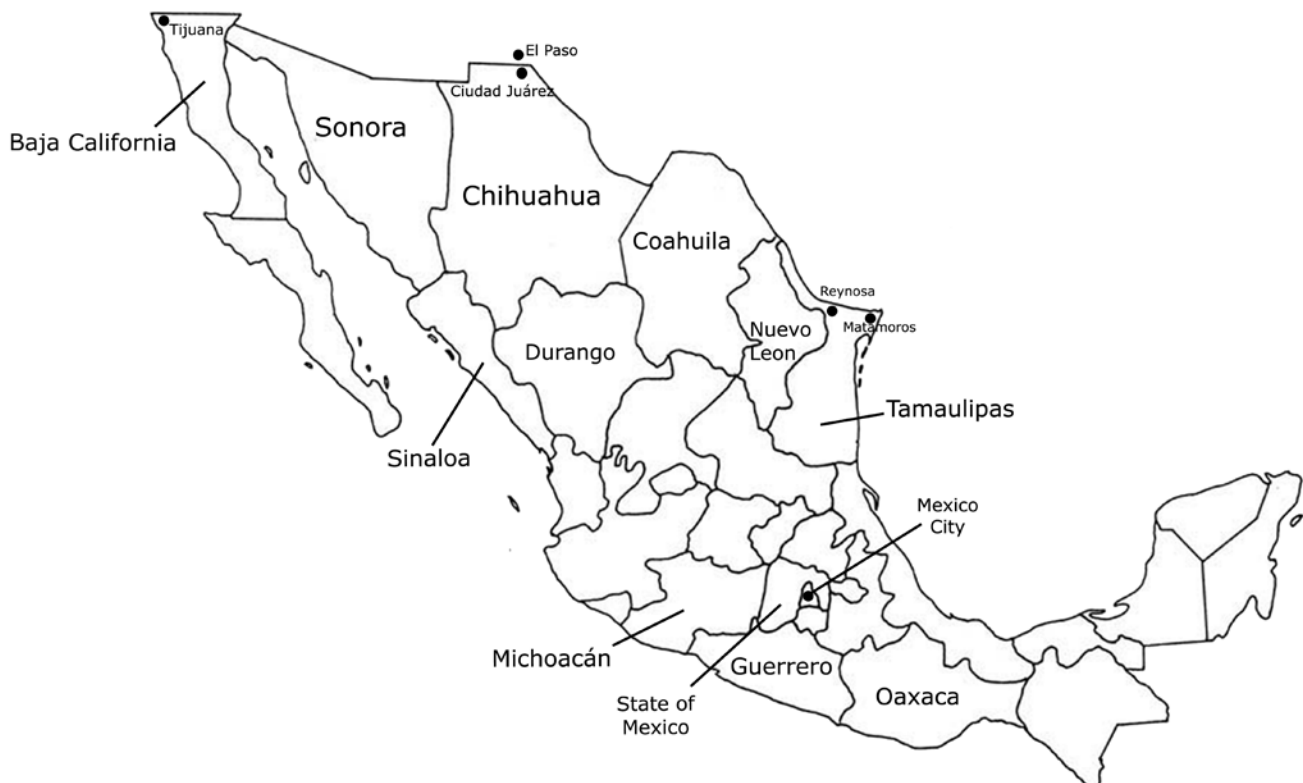 Tijuana
El Paso
Ciudad Juárez
Baja California
Sonora
Chihuahua
Coahuila
Reynosa
Matamoros
Nuevo
Leon
Durango
Tamaulipas
Sinaloa
Mexico
City
Michoacán
Guerrero
State of
Mexico
Oaxaca